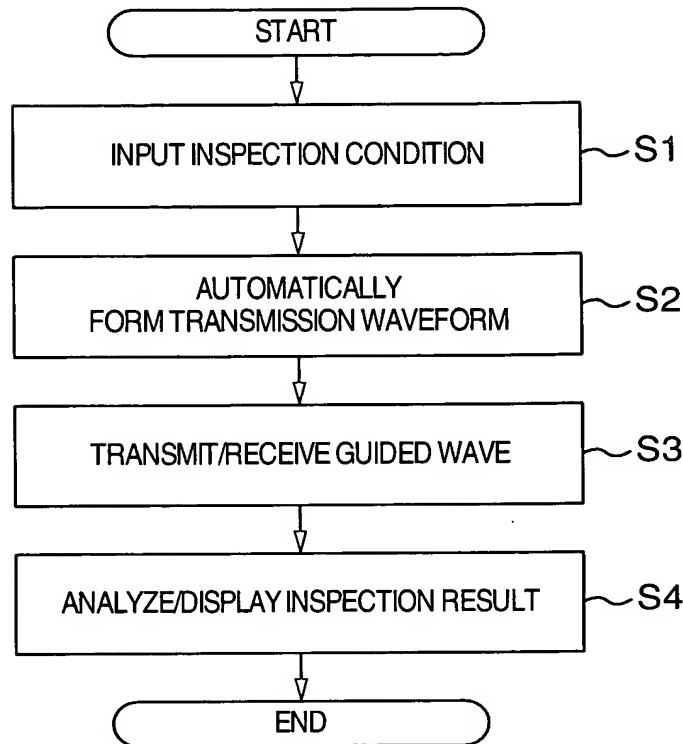 START
INPUT INSPECTION CONDITION
S1
AUTOMATICALLY
FORM TRANSMISSION WAVEFORM
S2
TRANSMIT/RECEIVE GUIDED WAVE
S3
ANALYZE/DISPLAY INSPECTION RESULT
S4
END